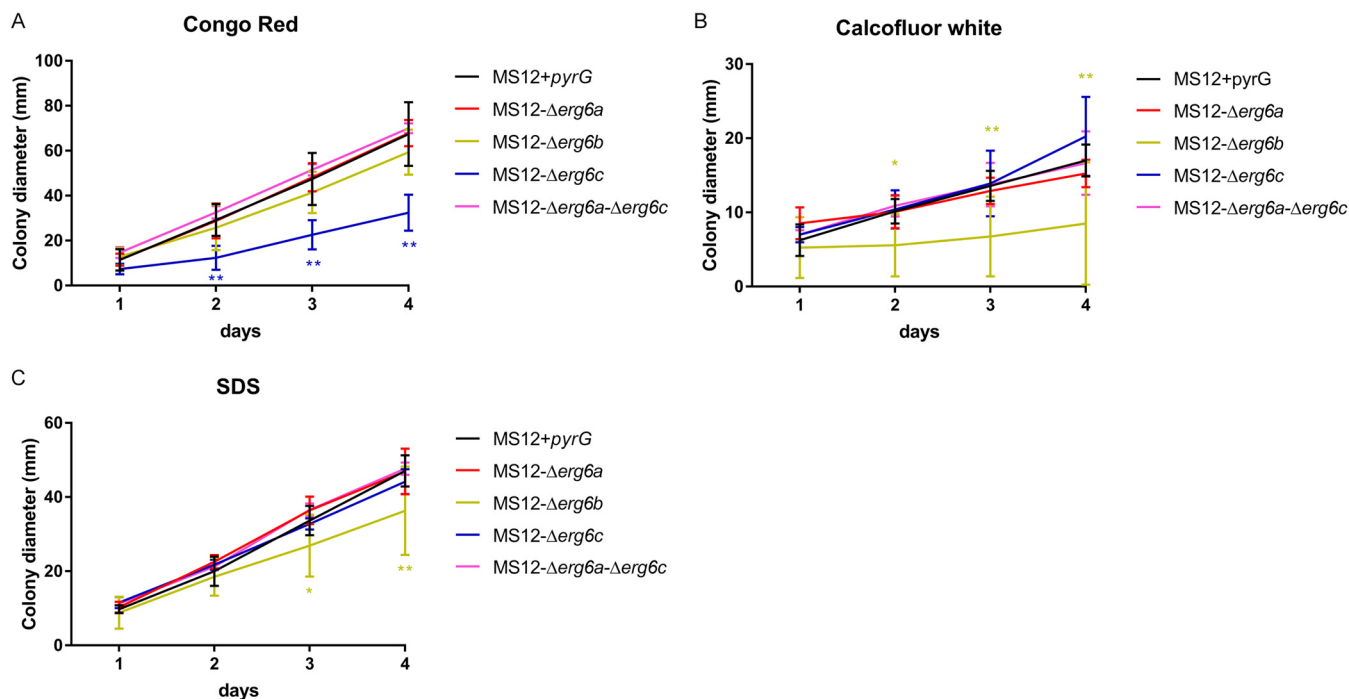 A
Congo Red
Colony diameter (mm)
100
80
60
40
20
0
**
**
**
1 2 3 4
days
MS12+pyrG
MS12-Δerg6a
MS12-Δerg6b
MS12-Δerg6c
MS12-Δerg6a-Δerg6c
B
Calcofluor white
Colony diameter (mm)
30
20
10
0
*
**
**
1 2 3 4
days
MS12+pyrG
MS12-Δerg6a
MS12-Δerg6b
MS12-Δerg6c
MS12-Δerg6a-Δerg6c
C
SDS
Colony diameter (mm)
60
40
20
0
*
**
1 2 3 4
days
MS12+pyrG
MS12-Δerg6a
MS12-Δerg6b
MS12-Δerg6c
MS12-Δerg6a-Δerg6c